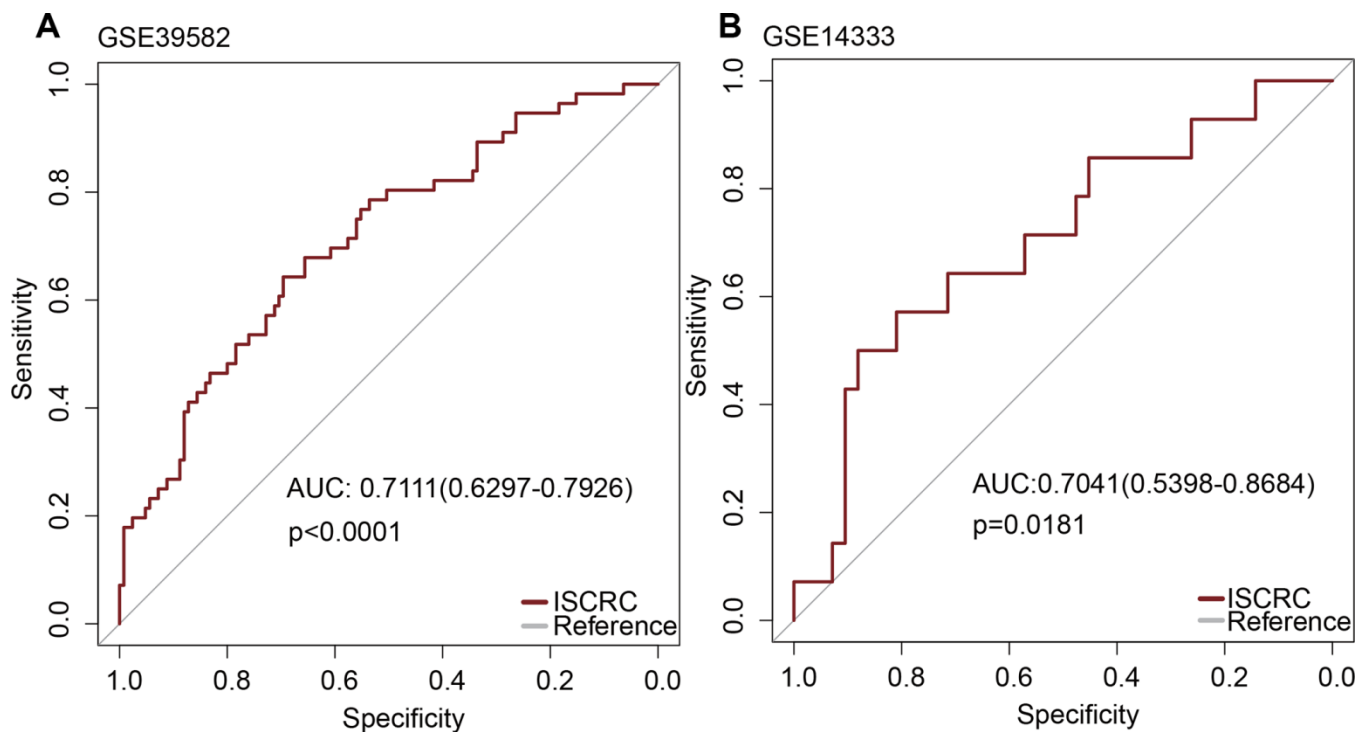 A
GSE39582
Sensitivity
1.0
0.8
0.6
0.4
0.2
0.0
AUC: 0.7111(0.6297-0.7926)
p<0.0001
ISCRC
Reference
1.0 0.8 0.6 0.4 0.2 0.0
Specificity
B
GSE14333
Sensitivity
1.0
0.8
0.6
0.4
0.2
0.0
AUC:0.7041(0.5398-0.8684)
p=0.0181
ISCRC
Reference
1.0 0.8 0.6 0.4 0.2 0.0
Specificity